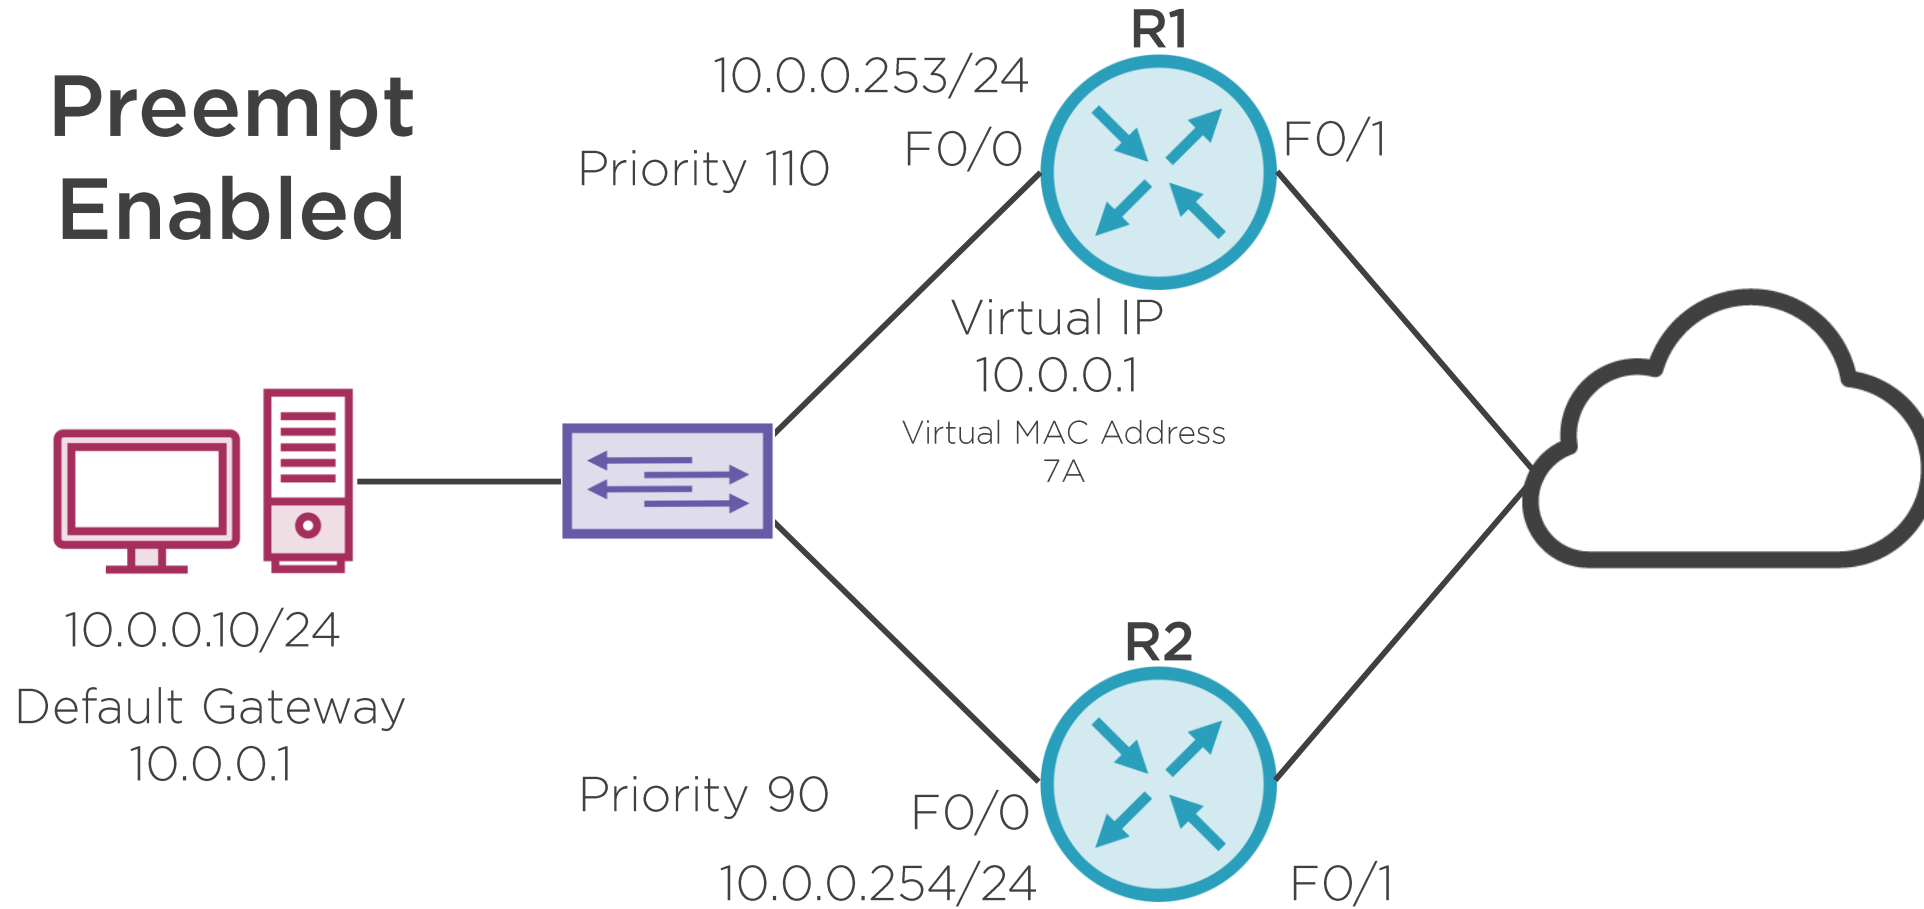 Preempt
Enabled
R1
10.0.0.253/24
F0/0
F0/1
Priority 110
Virtual IP
10.0.0.1
Virtual MAC Address
7A
10.0.0.10/24
Default Gateway
10.0.0.1
R2
Priority 90
F0/0
10.0.0.254/24
F0/1